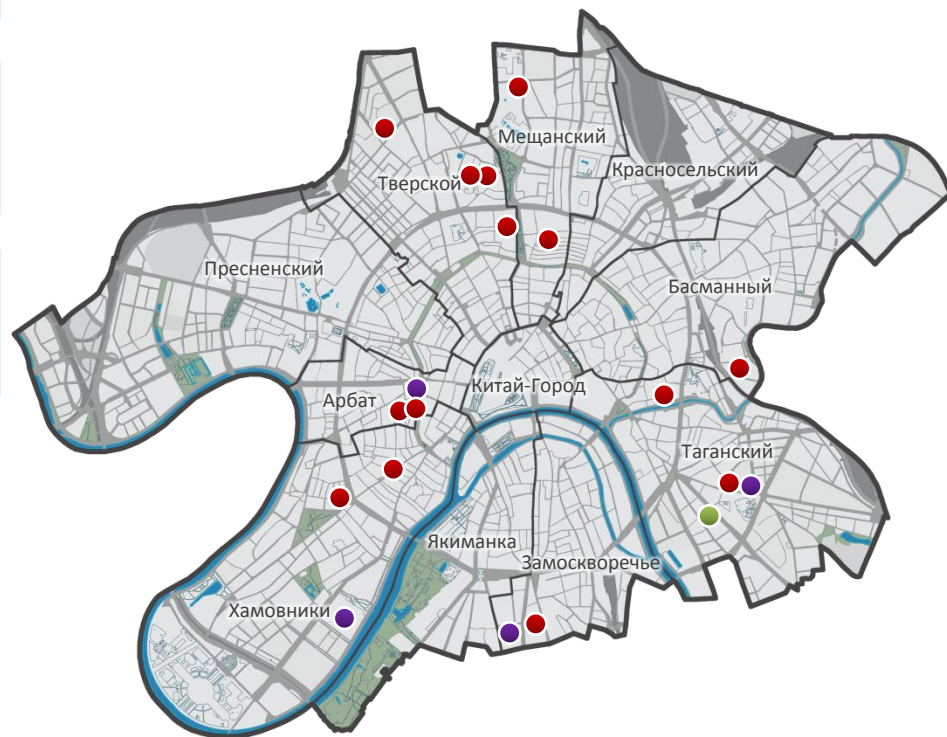 Мещанский
Красносельский
Тверской
Пресненский
Басманный
Китай-Город
Арбат
Таганский
Якиманка
Замоскворечье
Хамовники